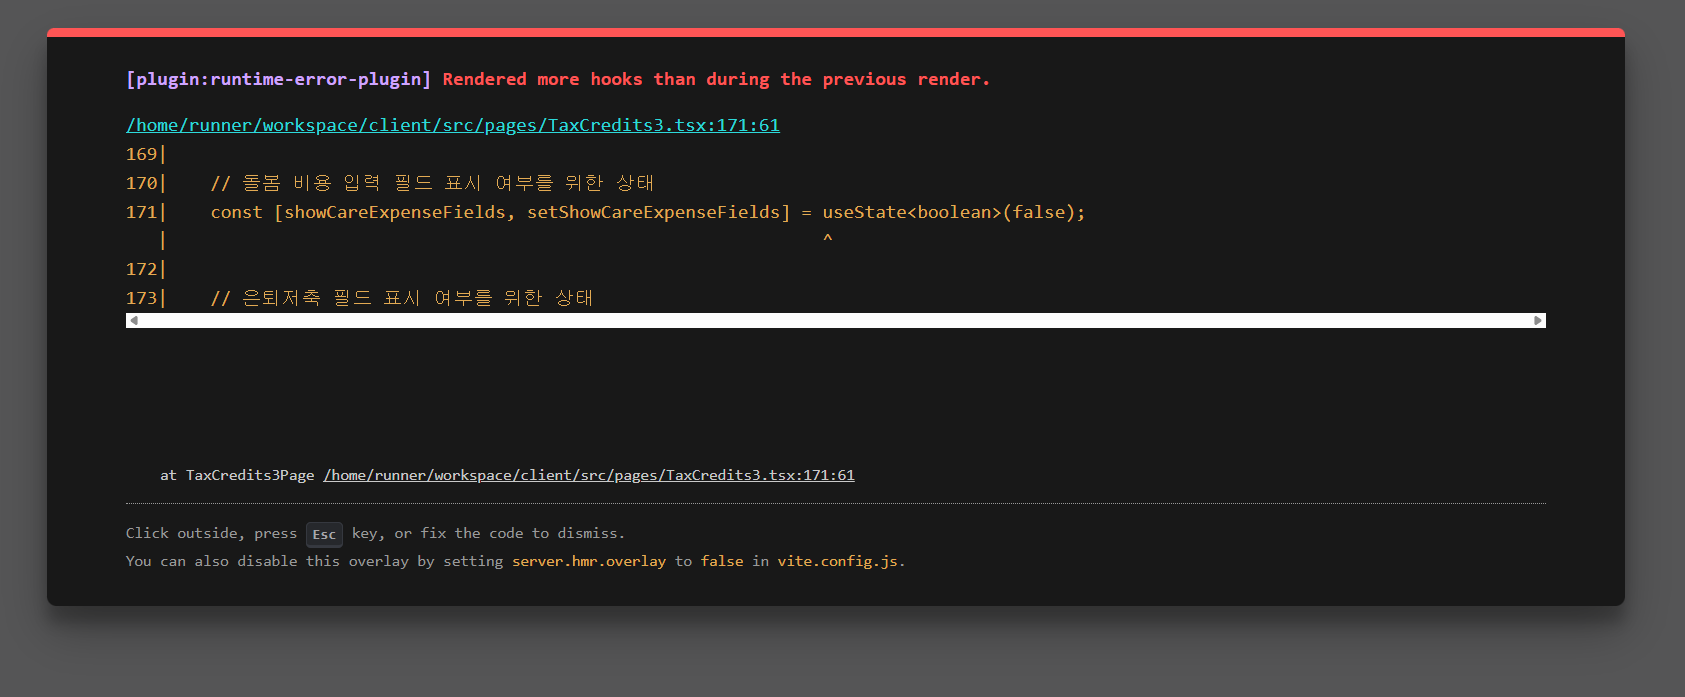 [plugin:runtime-error-plugin] Rendered more hooks than during the previous render.
/home/runner/workspace/client/src/pages/TaxCredits3.tsx:171:61
169|
170|    // 돌봄 비용 입력 필드 표시 여부를 위한 상태
171|    const [showCareExpenseFields, setShowCareExpenseFields] = useState<boolean>(false);
   |                                                              ^
172|
173|    // 은퇴저축 필드 표시 여부를 위한 상태
at TaxCredits3Page /home/runner/workspace/client/src/pages/TaxCredits3.tsx:171:61
Click outside, press Esc key, or fix the code to dismiss.
You can also disable this overlay by setting server.hmr.overlay to false in vite.config.js.